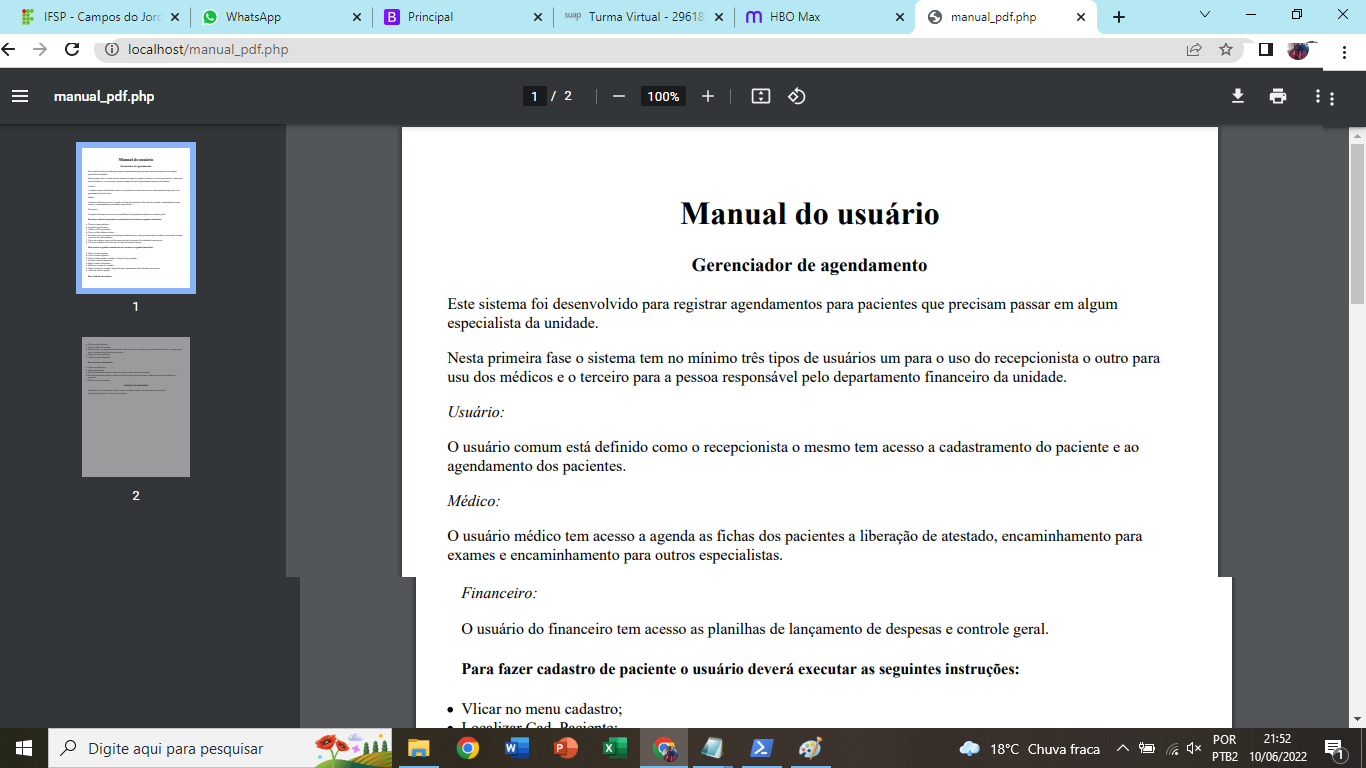 IFSP - Campos do Jord
WhatsApp
Principal
suap Turma Virtual - 29618
HBO Max
manual_pdf.php
localhost/manual_pdf.php
manual_pdf.php
1 / 2
100%
Manual do usuário
Gerenciador de agendamento
Este sistema foi desenvolvido para registrar agendamentos para pacientes que precisam passar em algum
especialista da unidade.
Nesta primeira fase o sistema tem no mínimo três tipos de usuários um para o uso do recepcionista o outro para
usu dos médicos e o terceiro para a pessoa responsável pelo departamento financeiro da unidade.
Usuário:
O usuário comum está definido como o recepcionista o mesmo tem acesso a cadastramento do paciente e ao
agendamento dos pacientes.
Médico:
O usuário médico tem acesso a agenda as fichas dos pacientes a liberação de atestado, encaminhamento para
exames e encaminhamento para outros especialistas.
Financeiro:
O usuário do financeiro tem acesso as planilhas de lançamento de despesas e controle geral.
Para fazer cadastro de paciente o usuário deverá executar as seguintes instruções:
• Vlicar no menu cadastro;
• Localizar Cad. Paciente;
1
2
Digite aqui para pesquisar
18°C Chuva fraca
POR
PTB2
21:52
10/06/2022
1